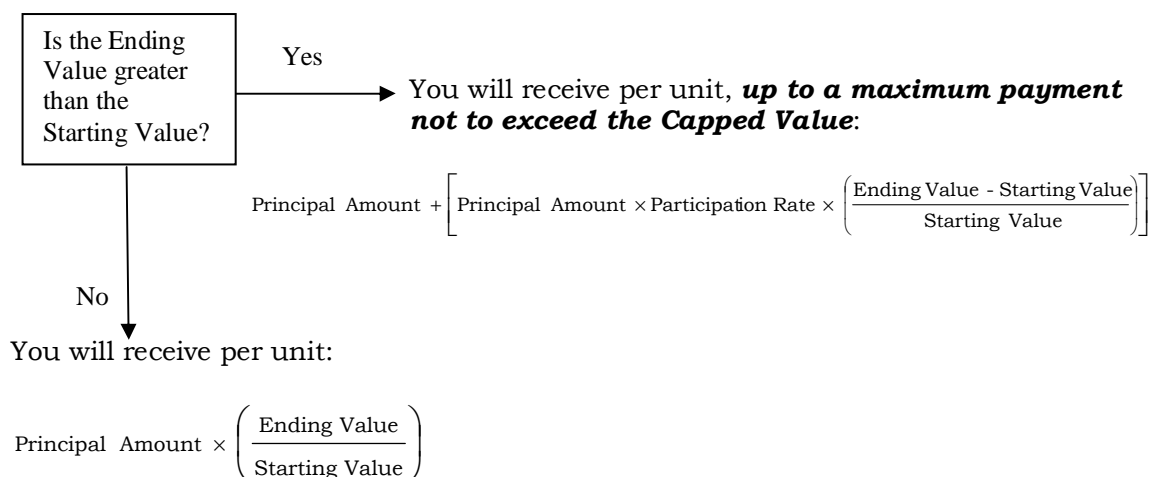 Is the Ending
Value greater
than the
Starting Value?
Yes
You will receive per unit, up to a maximum payment
not to exceed the Capped Value:
Principal Amount + [ Principal Amount × Participation Rate × ( Ending Value - Starting Value
Starting Value ) ]
No
You will receive per unit:
Principal Amount × ( Ending Value
Starting Value )